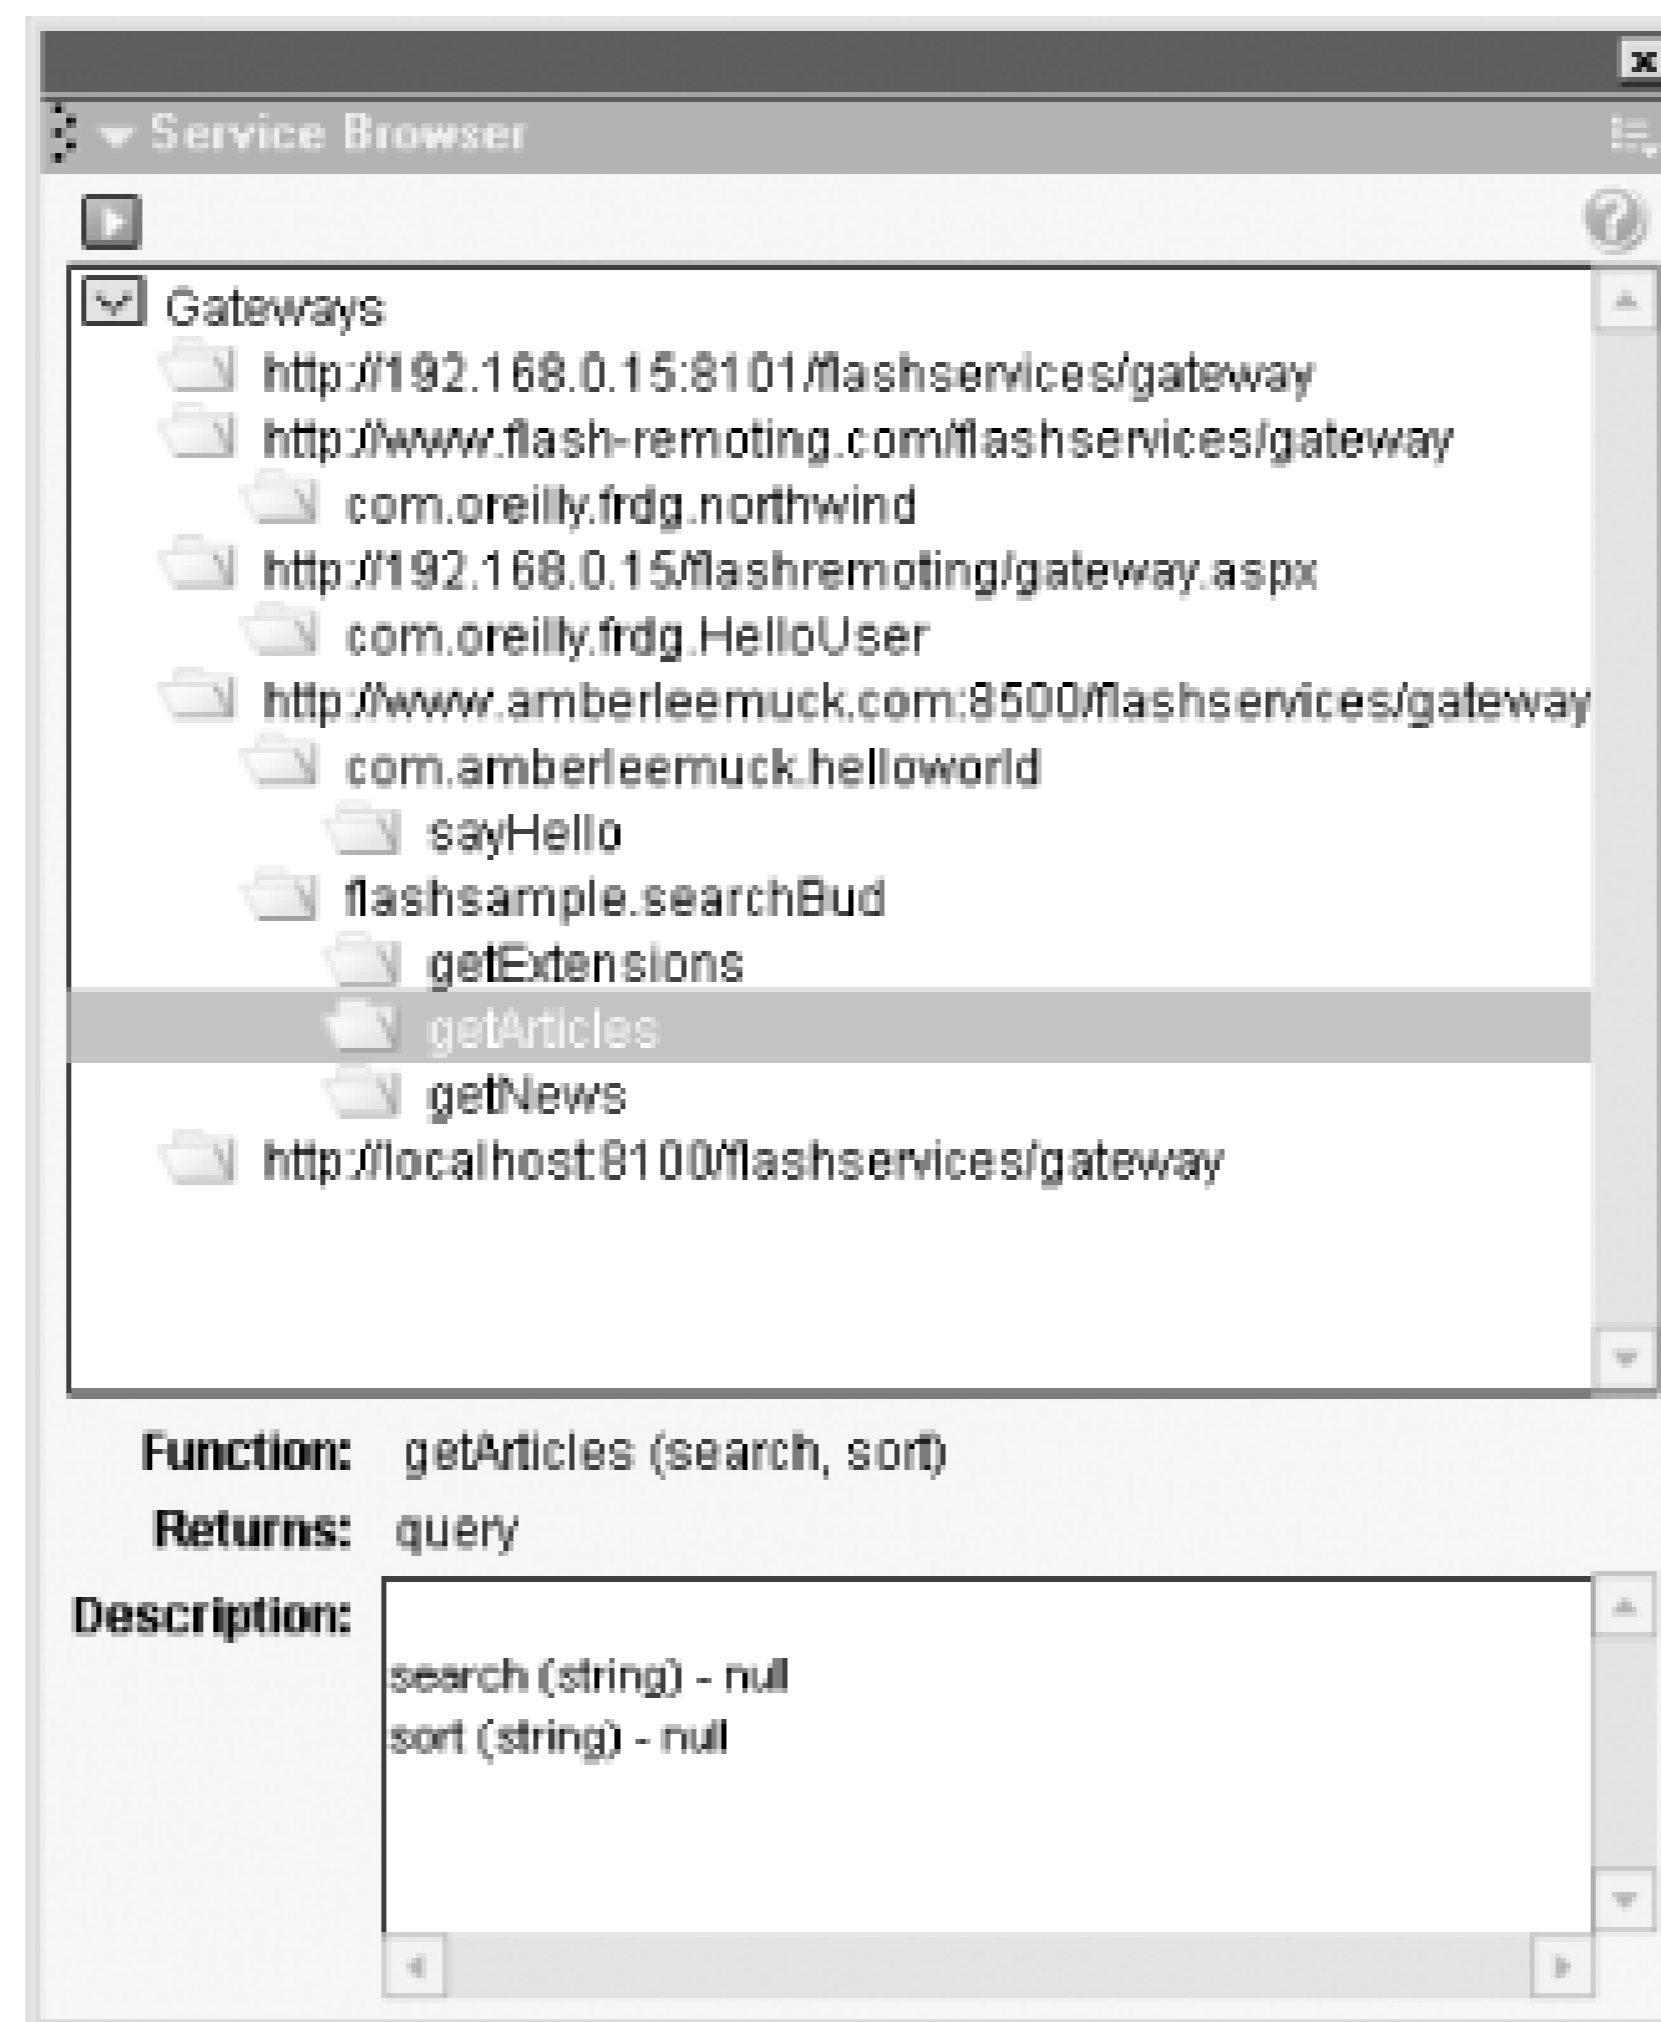 Service Browser
Gateways
http://192.168.0.15:8101/flashservices/gateway
http://www.flash-remoting.com/flashservices/gateway
com.oreilly.frdg.northwind
http://192.168.0.15/flashremoting/gateway.aspx
com.oreilly.frdg.HelloUser
http://www.amberleemuck.com:8500/flashservices/gateway
com.amberleemuck.helloworld
sayHello
flashsample.searchBud
getExtensions
getArticles
getNews
http://localhost:8100/flashservices/gateway
Function: getArticles (search, sort)
Returns: query
Description:
search (string) - null
sort (string) - null